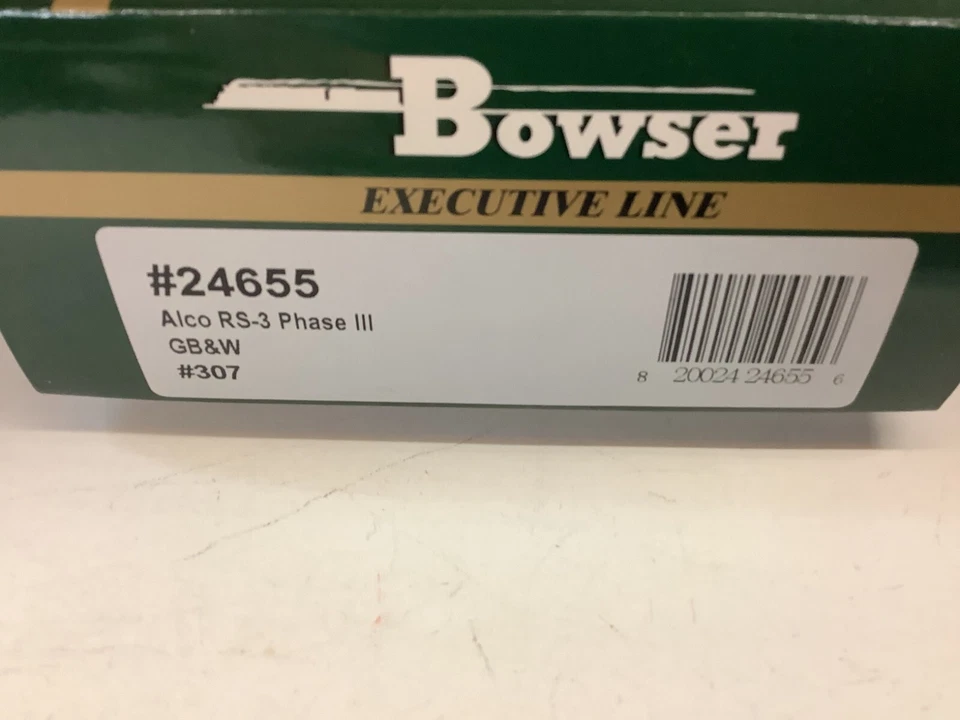 Bowser
EXECUTIVE LINE
#24655
Alco RS-3 Phase III
GB&W
#307
8 20024 24655 6